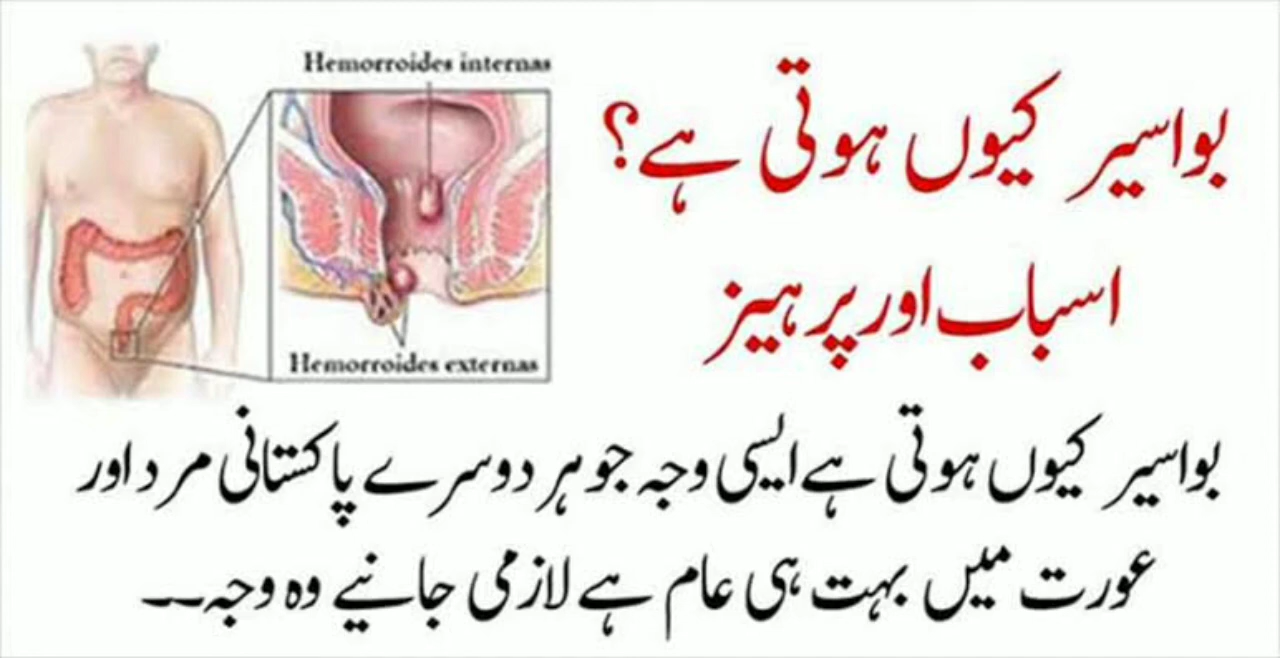 Hemorroides internas
Hemorroides externas
بواسیر کیوں ہوتی ہے؟
اسباب اور پرہیز
بواسیر کیوں ہوتی ہے ایسی وجہ جو ہر دوسرے پاکستانی مرد اور
عورت میں بہت ہی عام ہے لازمی جانیے وہ وجہ۔۔